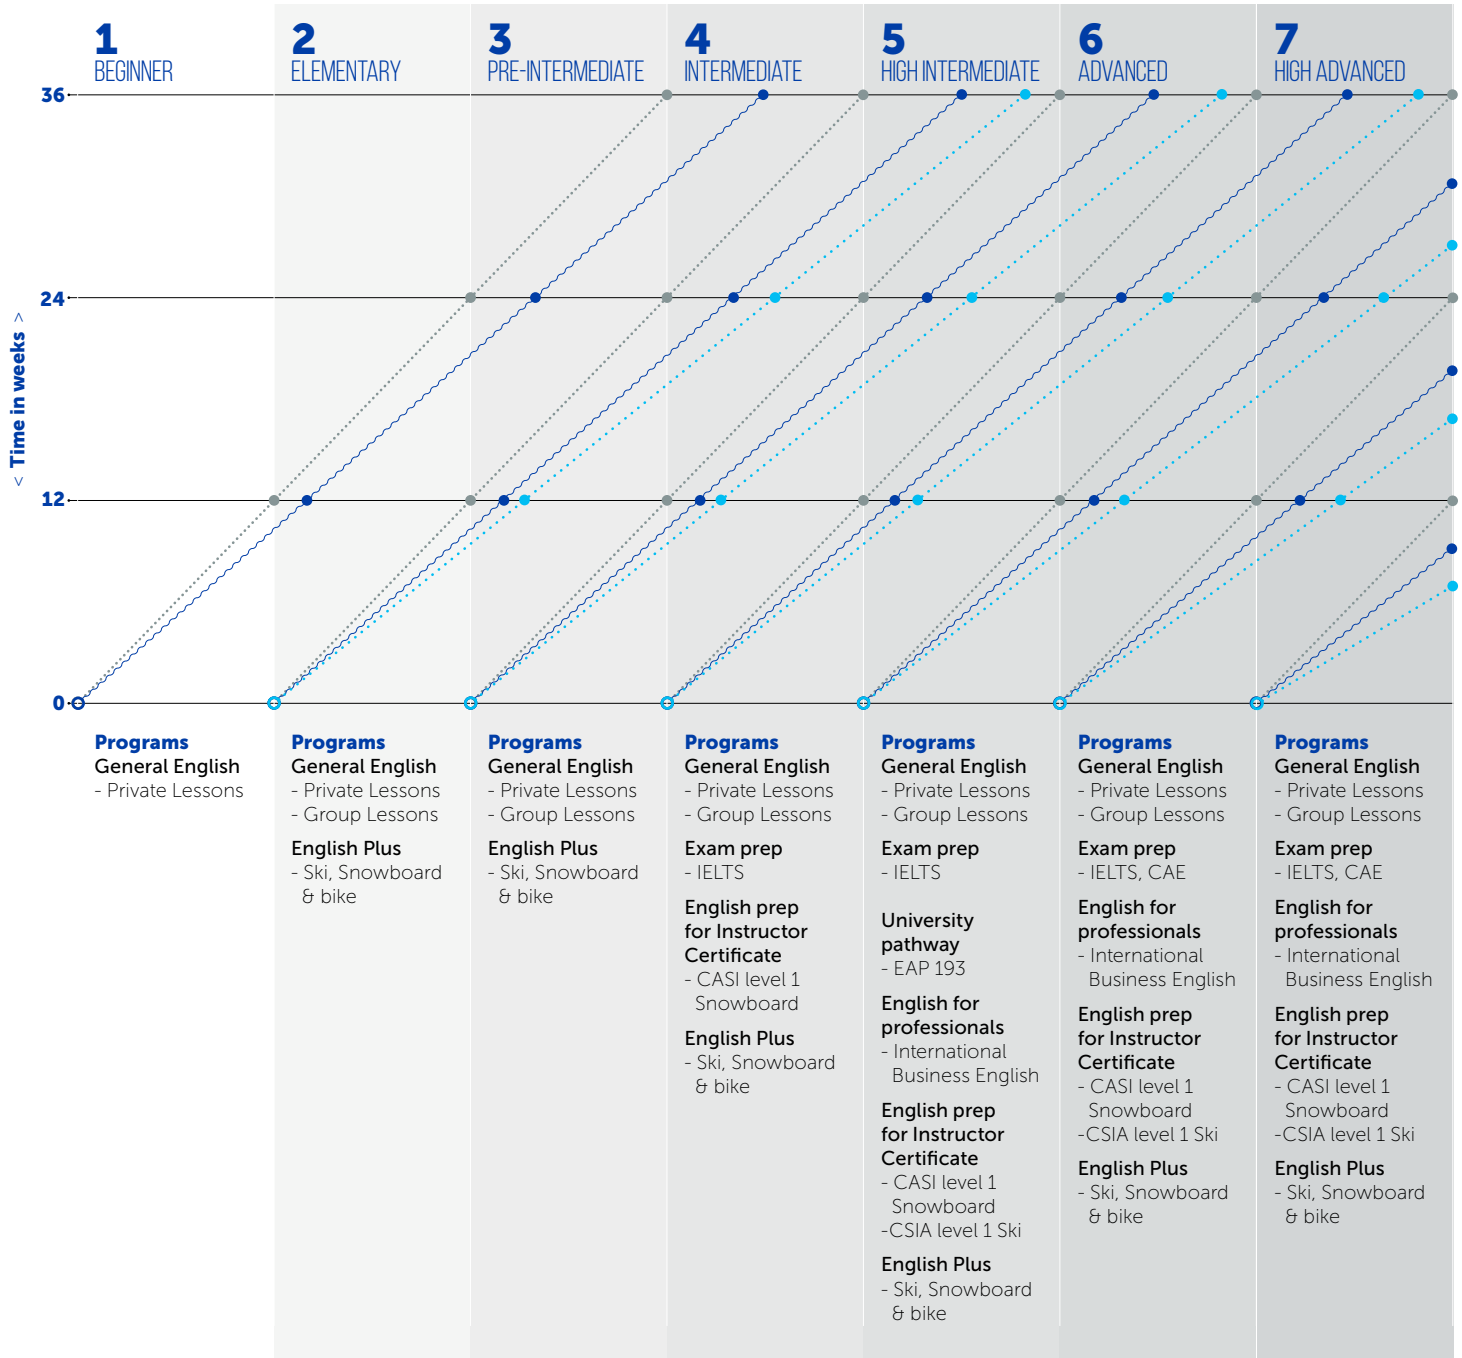 1
BEGINNER
2
ELEMENTARY
3
PRE-INTERMEDIATE
4
INTERMEDIATE
5
HIGH INTERMEDIATE
6
ADVANCED
7
HIGH ADVANCED
36
24
12
0
< Time in weeks >
Programs
General English
- Private Lessons
Programs
General English
- Private Lessons
- Group Lessons
English Plus
- Ski, Snowboard
& bike
Programs
General English
- Private Lessons
- Group Lessons
English Plus
- Ski, Snowboard
& bike
Programs
General English
- Private Lessons
- Group Lessons
Exam prep
- IELTS
English prep
for Instructor
Certificate
- CASI level 1
Snowboard
English Plus
- Ski, Snowboard
& bike
Programs
General English
- Private Lessons
- Group Lessons
Exam prep
- IELTS
University
pathway
- EAP 193
English for
professionals
- International
Business English
English prep
for Instructor
Certificate
- CASI level 1
Snowboard
-CSIA level 1 Ski
English Plus
- Ski, Snowboard
& bike
Programs
General English
- Private Lessons
- Group Lessons
Exam prep
- IELTS, CAE
English for
professionals
- International
Business English
English prep
for Instructor
Certificate
- CASI level 1
Snowboard
-CSIA level 1 Ski
English Plus
- Ski, Snowboard
& bike
Programs
General English
- Private Lessons
- Group Lessons
Exam prep
- IELTS, CAE
English for
professionals
- International
Business English
English prep
for Instructor
Certificate
- CASI level 1
Snowboard
-CSIA level 1 Ski
English Plus
- Ski, Snowboard
& bike